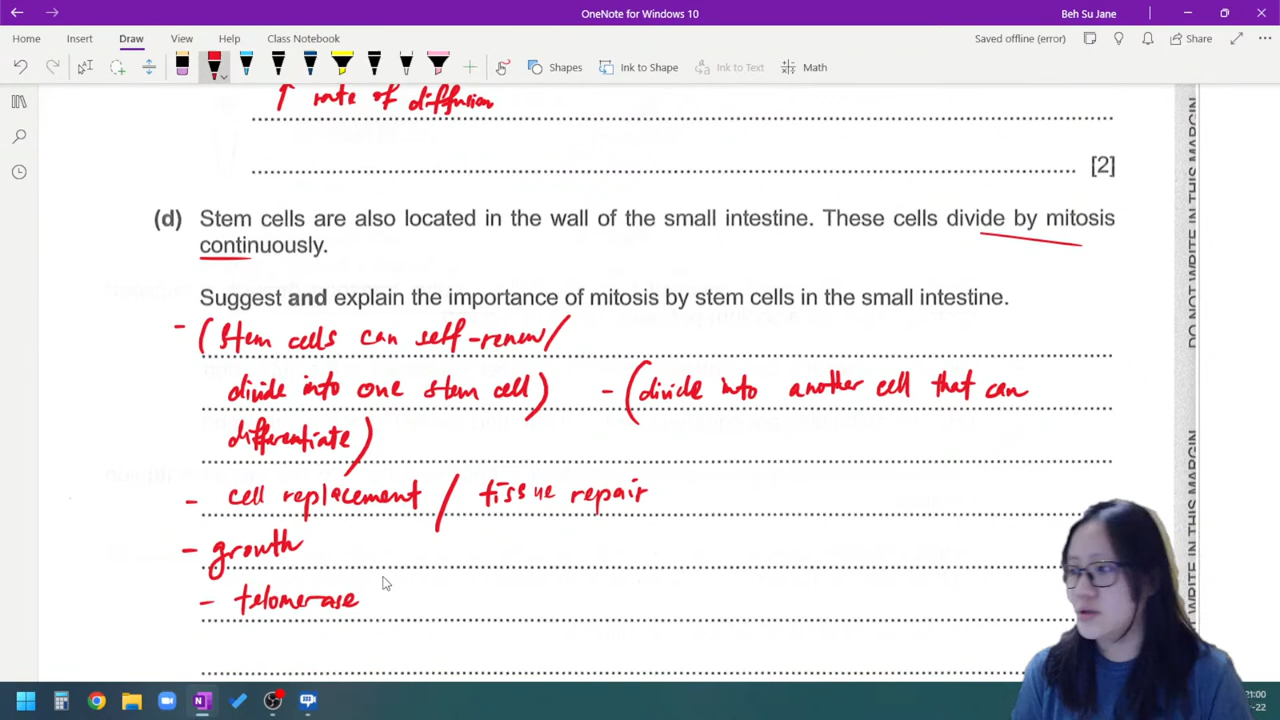 OneNote for Windows 10
Beh Su Jane
Home Insert Draw View Help Class Notebook
Saved offline (error) Share
Shapes Ink to Shape Ink to Text Math
↑ rate of diffusion
[2]
(d) Stem cells are also located in the wall of the small intestine. These cells divide by mitosis
continuously.
Suggest and explain the importance of mitosis by stem cells in the small intestine.
- (Stem cells can self-renew/
divide into one stem cell) - (divide into another cell that can
differentiate)
- cell replacement / tissue repair
- growth
- telomerase
DO NOT WRITE IN THIS MARGIN
WRITE IN THIS MARGIN
21:00
-22